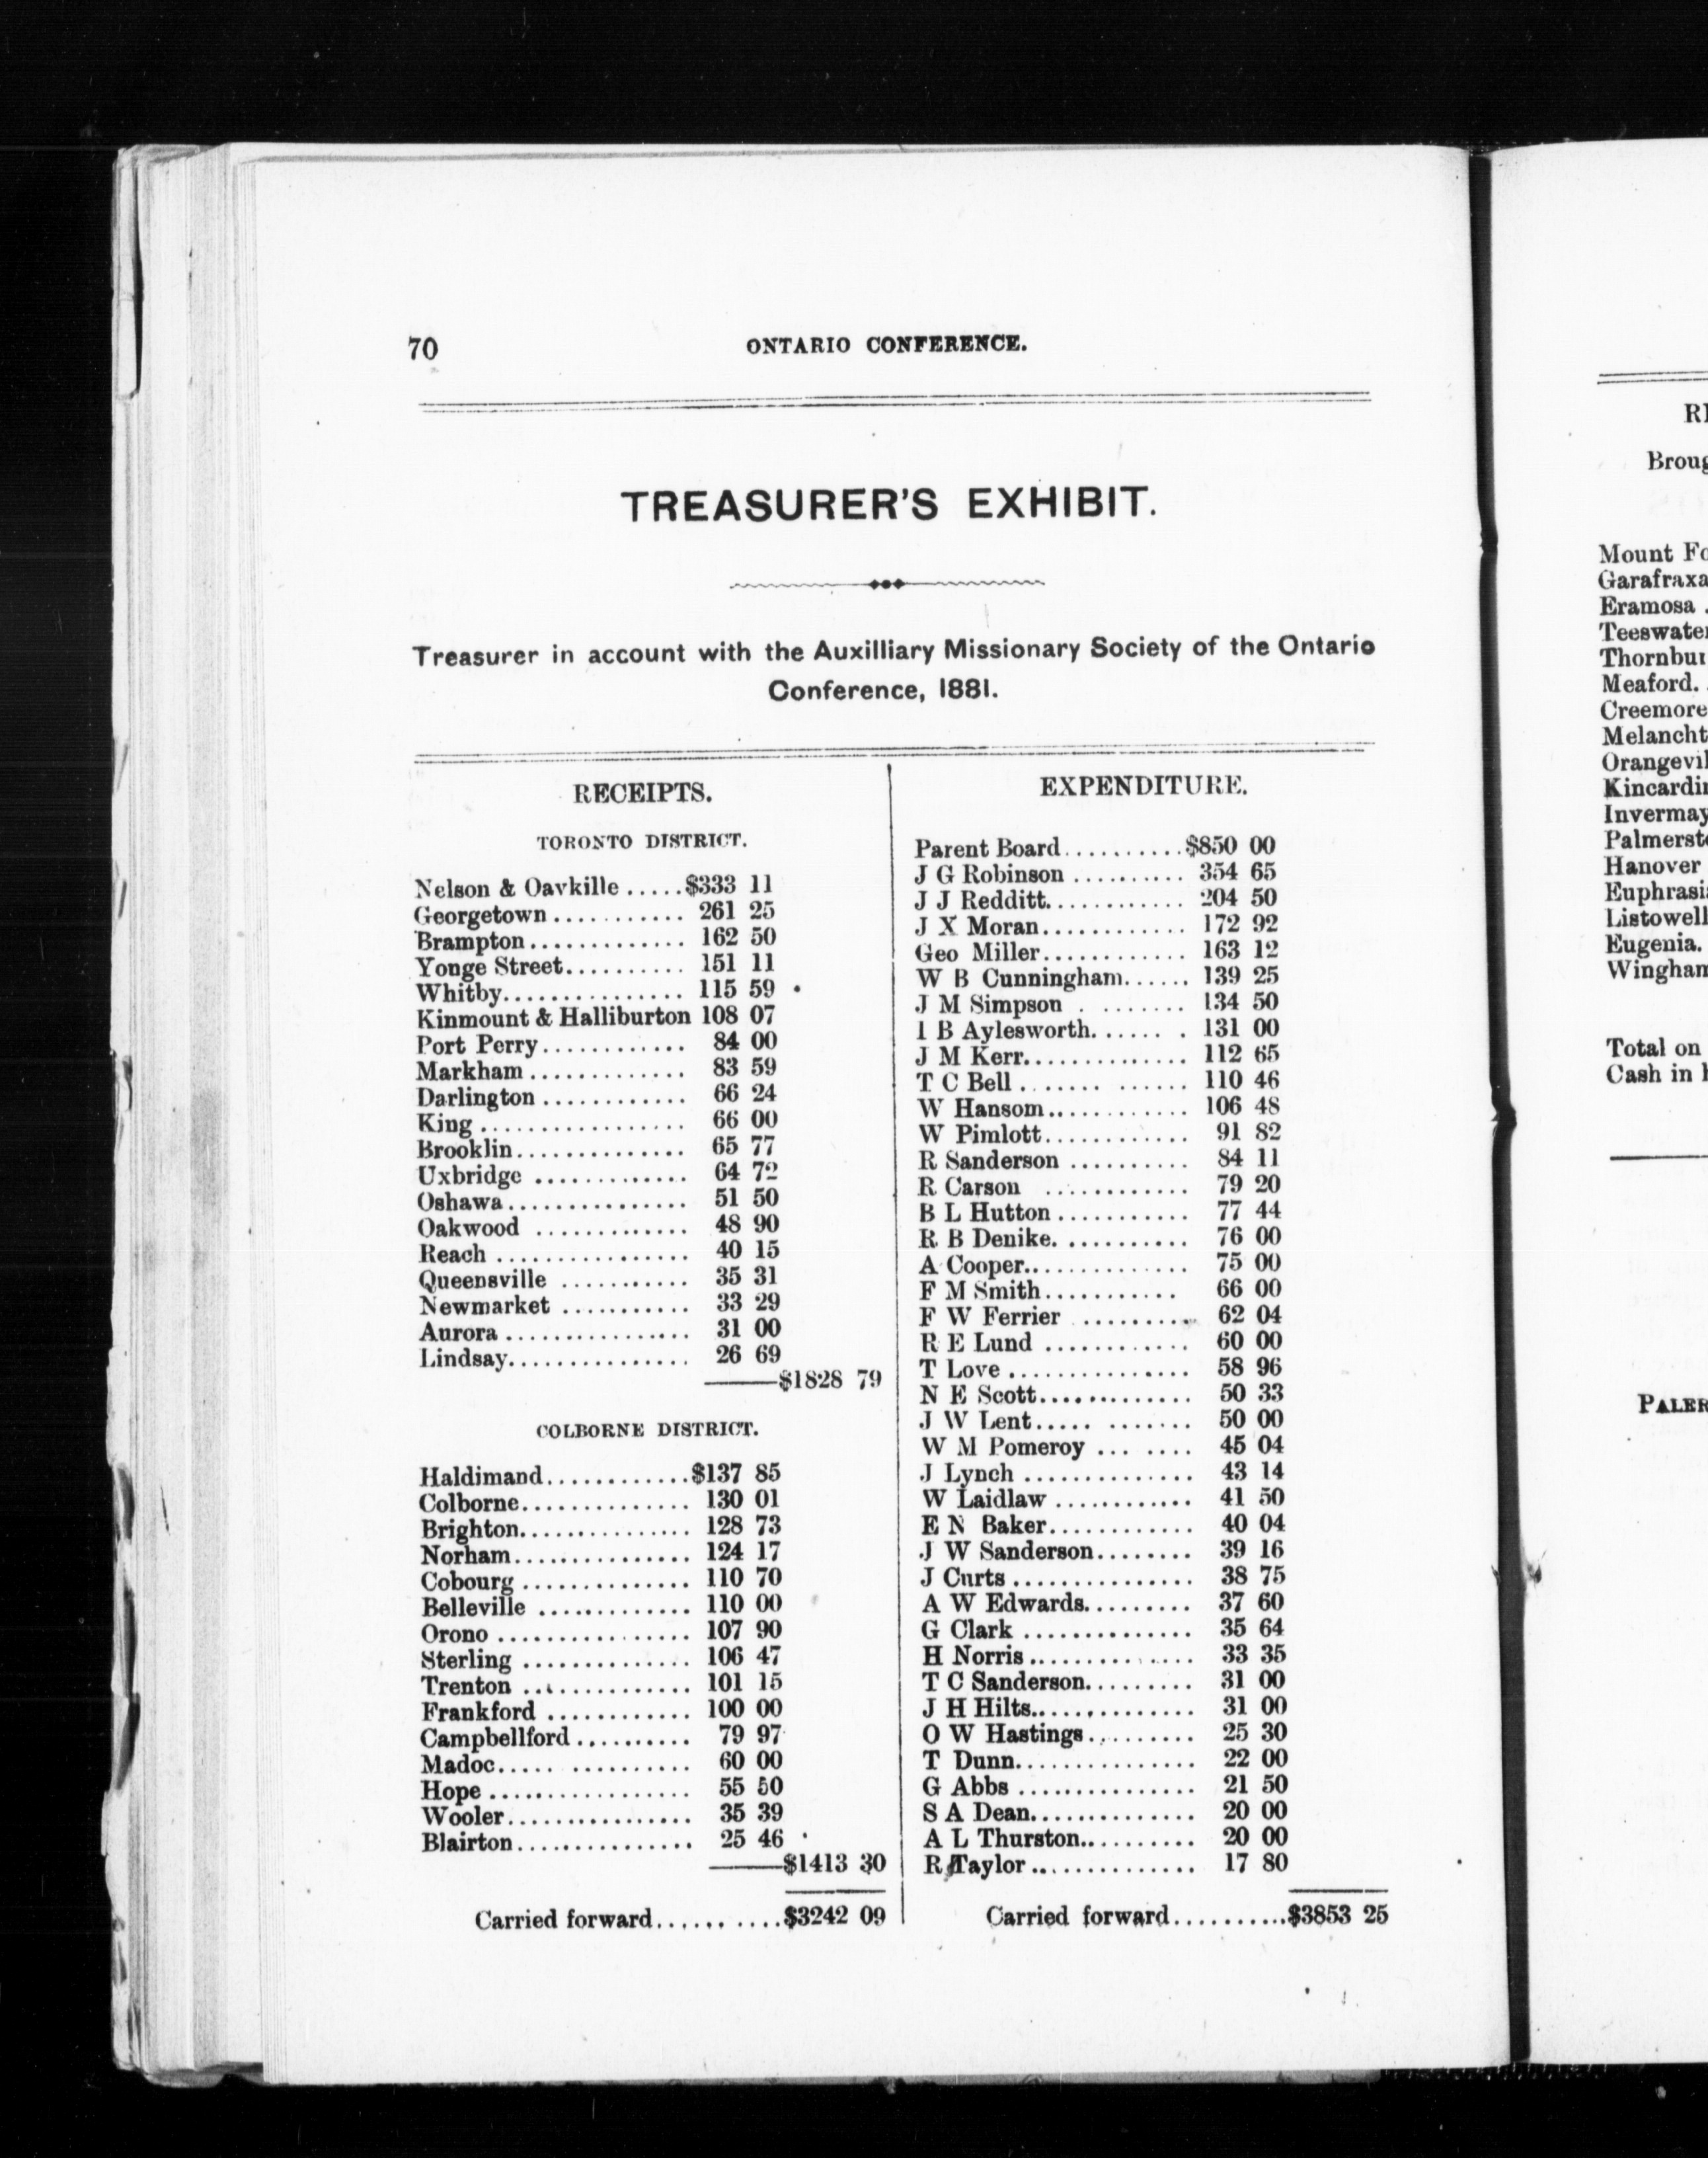 70
ONTARIO CONFERENCE.
TREASURER'S EXHIBIT.
Treasurer in account with the Auxilliary Missionary Society of the Ontario
Conference, 1881.
RECEIPTS.
TORONTO DISTRICT.
Nelson & Oavkille.....$333 11
Georgetown........... 261 25
Brampton............. 162 50
Yonge Street.......... 151 11
Whitby............... 115 59
Kinmount & Halliburton 108 07
Port Perry............ 84 00
Markham............. 83 59
Darlington............ 66 24
King................. 66 00
Brooklin.............. 65 77
Uxbridge............. 64 72
Oshawa............... 51 50
Oakwood............. 48 90
Reach................ 40 15
Queensville........... 35 31
Newmarket........... 33 29
Aurora................ 31 00
Lindsay............... 26 69
$1828 79
COLBORNE DISTRICT.
Haldimand............$137 85
Colborne.............. 130 01
Brighton.............. 128 73
Norham............... 124 17
Cobourg.............. 110 70
Belleville............. 110 00
Orono................ 107 90
Sterling.............. 106 47
Trenton.............. 101 15
Frankford............ 100 00
Campbellford.......... 79 97
Madoc............... 60 00
Hope................. 55 50
Wooler................ 35 39
Blairton............... 25 46
$1413 30
Carried forward..........$3242 09
EXPENDITURE.
Parent Board..........$850 00
J G Robinson.......... 354 65
J J Redditt............ 204 50
J X Moran............ 172 92
Geo Miller............ 163 12
W B Cunningham...... 139 25
J M Simpson ........ 134 50
I B Aylesworth....... 131 00
J M Kerr.............. 112 65
T C Bell............. 110 46
W Hansom............ 106 48
W Pimlott............ 91 82
R Sanderson.......... 84 11
R Carson............ 79 20
B L Hutton........... 77 44
R B Denike........... 76 00
A Cooper.............. 75 00
F M Smith........... 66 00
F W Ferrier.......... 62 04
R E Lund............ 60 00
T Love............... 58 96
N E Scott............. 50 33
J W Lent............ 50 00
W M Pomeroy....... 45 04
J Lynch.............. 43 14
W Laidlaw............ 41 50
E N Baker............ 40 04
J W Sanderson........ 39 16
J Curts............... 38 75
A W Edwards......... 37 60
G Clark.............. 35 64
H Norris.............. 33 35
T C Sanderson......... 31 00
J H Hilts.............. 31 00
O W Hastings......... 25 30
T Dunn............... 22 00
G Abbs............... 21 50
S A Dean.............. 20 00
A L Thurston.......... 20 00
R Taylor.............. 17 80
Carried forward..........$3853 25
Mount
Garafraxa
Eramosa
Meaford.
Creemore
Hanover
Eugenia.
Total on
Cash in